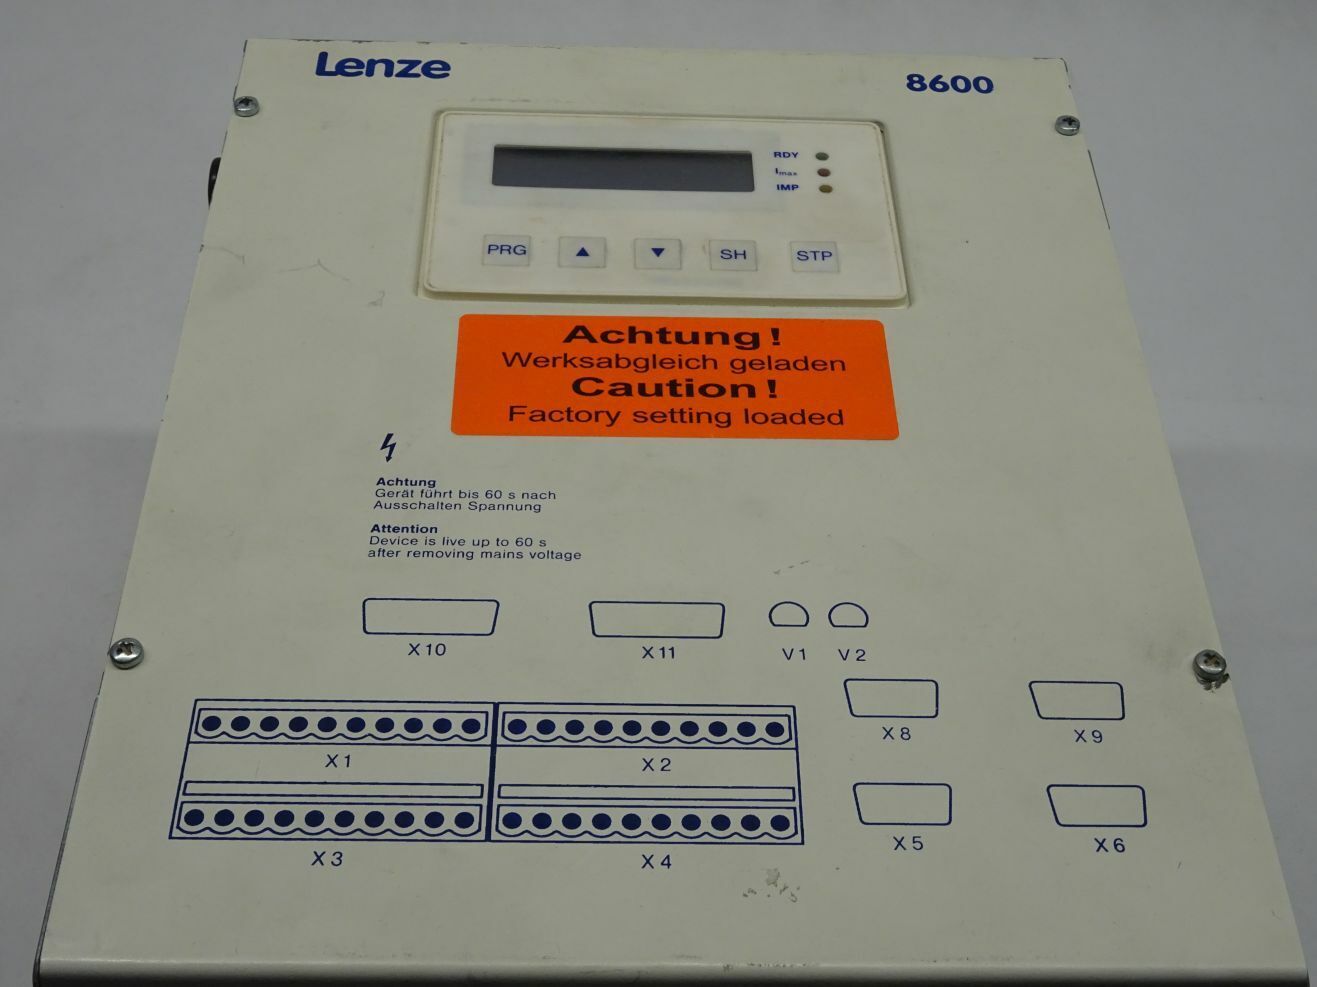 Lenze
8600
RDY
Imax
IMP
PRG ▲ ▼ SH STP
Achtung!
Werksabgleich geladen
Caution!
Factory setting loaded
Achtung
Gerät führt bis 60 s nach
Ausschalten Spannung
Attention
Device is live up to 60 s
after removing mains voltage
X10 X11 V1 V2
X8 X9
X1 X2
X5 X6
X3 X4